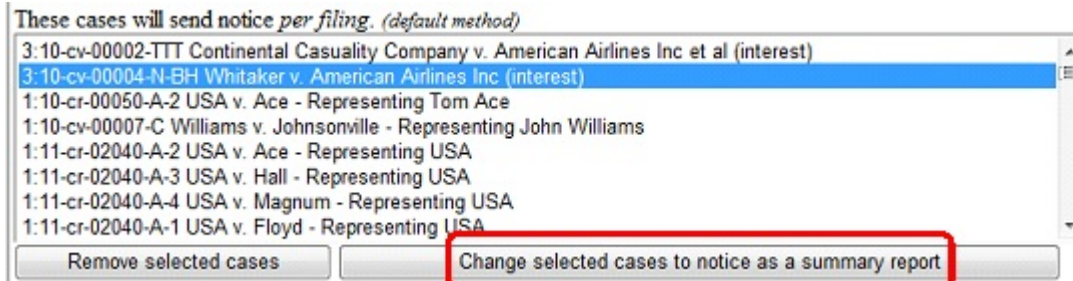 These cases will send notice per filing. (default method)
3:10-cv-00002-TTT Continental Casuality Company v. American Airlines Inc et al (interest)
3:10-cv-00004-N-BH Whitaker v. American Airlines Inc (interest)
1:10-cr-00050-A-2 USA v. Ace - Representing Tom Ace
1:10-cv-00007-C Williams v. Johnsonville - Representing John Williams
1:11-cr-02040-A-2 USA v. Ace - Representing USA
1:11-cr-02040-A-3 USA v. Hall - Representing USA
1:11-cr-02040-A-4 USA v. Magnum - Representing USA
1:11-cr-02040-A-1 USA v. Floyd - Representing USA
Remove selected cases Change selected cases to notice as a summary report